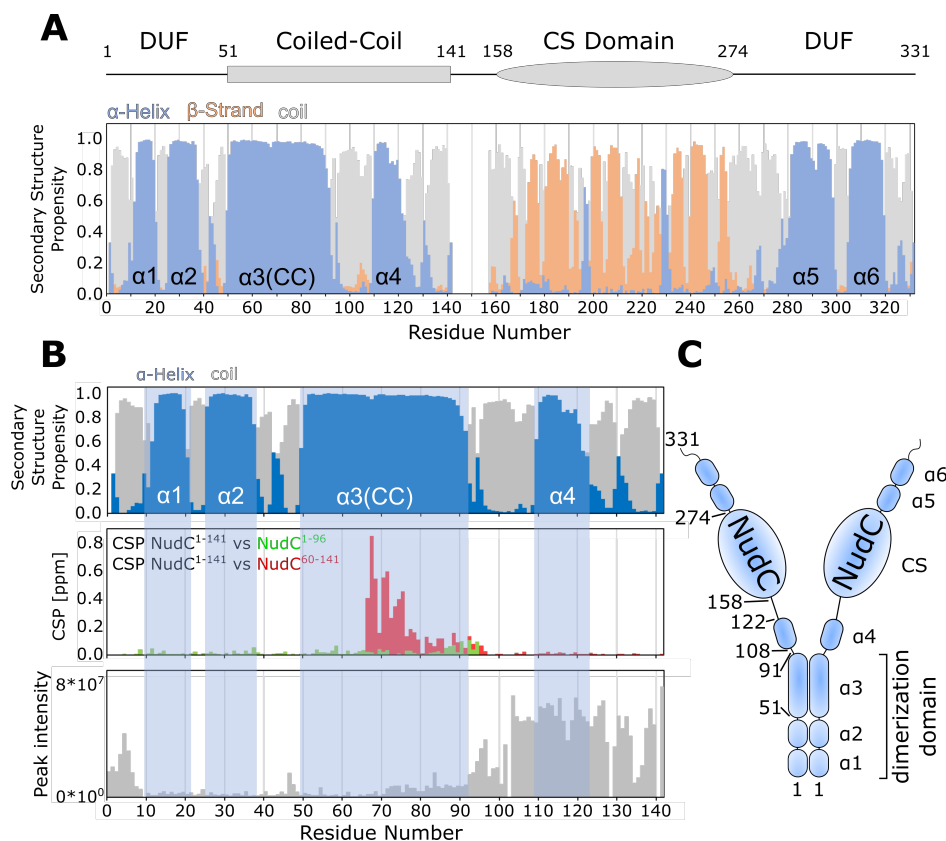 A
DUF Coiled-Coil CS Domain DUF
1 51 141 158 274 331
α-Helix β-Strand coil
Secondary Structure
Propensity
1.0
0.8
0.6
0.4
0.2
0.0
α1 α2 α3(CC) α4 α5 α6
0 20 40 60 80 100 120 140 160 180 200 220 240 260 280 300 320
Residue Number
B
α-Helix coil
Secondary
Structure
Propensity
1.0
0.8
0.6
0.4
0.2
0.0
α1 α2 α3(CC) α4
CSP [ppm]
0.8
0.6
0.4
0.2
0.0
CSP NudC¹⁻¹⁴¹ vs NudC¹⁻⁹⁶
CSP NudC¹⁻¹⁴¹ vs NudC⁶⁰⁻¹⁴¹
Peak intensity
8*10⁷
0*10⁰
0 10 20 30 40 50 60 70 80 90 100 110 120 130 140
Residue Number
C
331
α6
α5
274
NudC NudC
CS
158
122
α4
108
91
α3
51
α2
α1
1 1
dimerization
domain